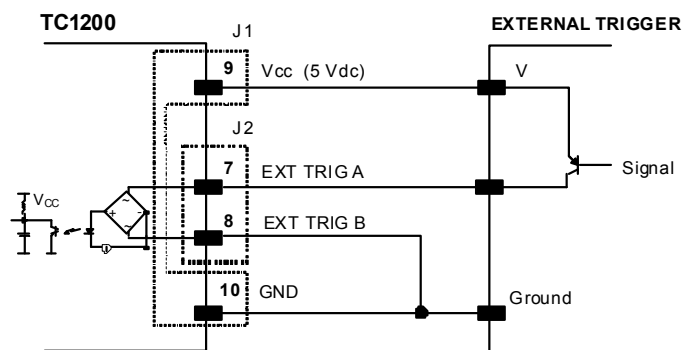 TC1200
EXTERNAL TRIGGER
J1
9 Vcc (5 Vdc) V
J2
7 EXT TRIG A
Signal
VCC
~
+ -
~
8 EXT TRIG B
10 GND
Ground